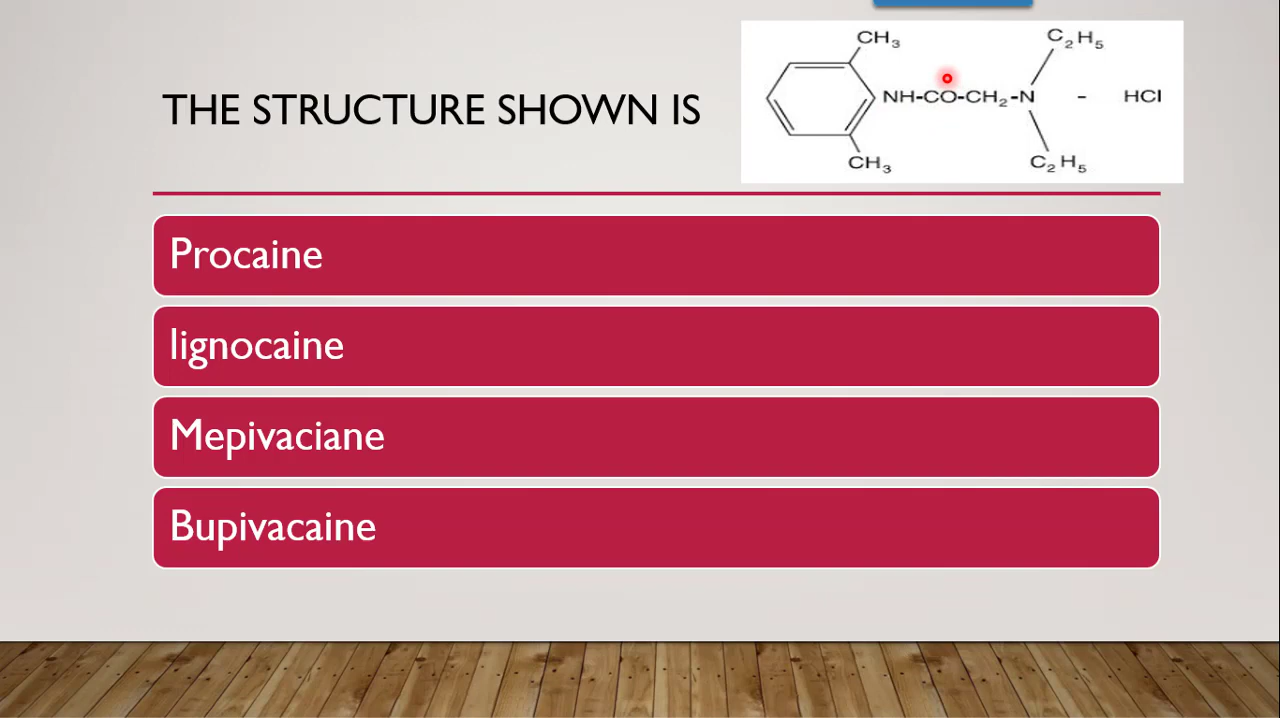 THE STRUCTURE SHOWN IS
CH3
C2H5
NH-CO-CH2-N - HCl
CH3
C2H5
Procaine
lignocaine
Mepivaciane
Bupivacaine